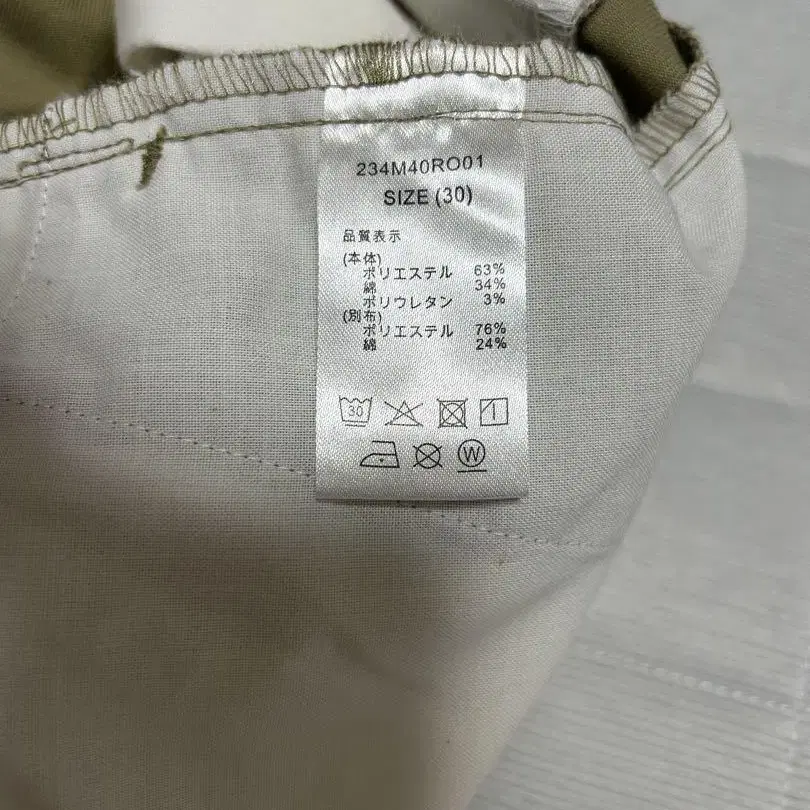 234M40RO01
SIZE (30)
品質表示
(本体)
ポリエステル 63%
綿 34%
ポリウレタン 3%
(別布)
ポリエステル 76%
綿 24%
30
W